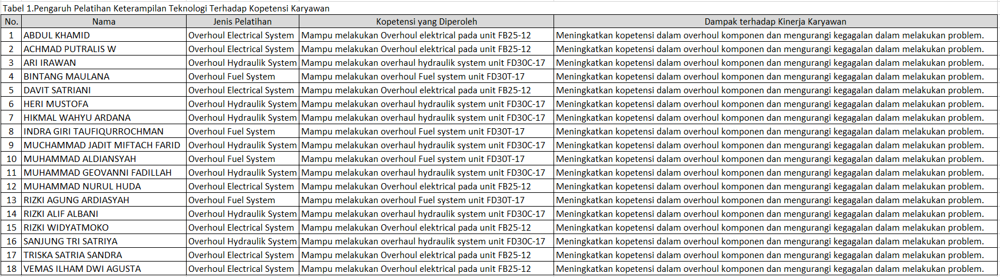 Tabel 1.Pengaruh Pelatihan Keterampilan Teknologi Terhadap Kopetensi Karyawan
No. Nama Jenis Pelatihan Kopetensi yang Diperoleh Dampak terhadap Kinerja Karyawan
1 ABDUL KHAMID Overhoul Electrical System Mampu melakukan Overhoul elektrical pada unit FB25-12 Meningkatkan kopetensi dalam overhoul komponen dan mengurangi kegagalan dalam melakukan problem.
2 ACHMAD PUTRALIS W Overhoul Electrical System Mampu melakukan Overhoul elektrical pada unit FB25-12 Meningkatkan kopetensi dalam overhoul komponen dan mengurangi kegagalan dalam melakukan problem.
3 ARI IRAWAN Overhoul Hydraulik System Mampu melakukan overhaul hydraulik system unit FD30C-17 Meningkatkan kopetensi dalam overhoul komponen dan mengurangi kegagalan dalam melakukan problem.
4 BINTANG MAULANA Overhoul Fuel System Mampu melakukan overhoul Fuel system unit FD30T-17 Meningkatkan kopetensi dalam overhoul komponen dan mengurangi kegagalan dalam melakukan problem.
5 DAVIT SATRIANI Overhoul Electrical System Mampu melakukan Overhoul elektrical pada unit FB25-12 Meningkatkan kopetensi dalam overhoul komponen dan mengurangi kegagalan dalam melakukan problem.
6 HERI MUSTOFA Overhoul Hydraulik System Mampu melakukan overhaul hydraulik system unit FD30C-17 Meningkatkan kopetensi dalam overhoul komponen dan mengurangi kegagalan dalam melakukan problem.
7 HIKMAL WAHYU ARDANA Overhoul Hydraulik System Mampu melakukan overhaul hydraulik system unit FD30C-17 Meningkatkan kopetensi dalam overhoul komponen dan mengurangi kegagalan dalam melakukan problem.
8 INDRA GIRI TAUFIQURROCHMAN Overhoul Fuel System Mampu melakukan overhoul Fuel system unit FD30T-17 Meningkatkan kopetensi dalam overhoul komponen dan mengurangi kegagalan dalam melakukan problem.
9 MUCHAMMAD JADIT MIFTACH FARID Overhoul Hydraulik System Mampu melakukan overhaul hydraulik system unit FD30C-17 Meningkatkan kopetensi dalam overhoul komponen dan mengurangi kegagalan dalam melakukan problem.
10 MUHAMMAD ALDIANSYAH Overhoul Fuel System Mampu melakukan overhoul Fuel system unit FD30T-17 Meningkatkan kopetensi dalam overhoul komponen dan mengurangi kegagalan dalam melakukan problem.
11 MUHAMMAD GEOVANNI FADILLAH Overhoul Hydraulik System Mampu melakukan overhaul hydraulik system unit FD30C-17 Meningkatkan kopetensi dalam overhoul komponen dan mengurangi kegagalan dalam melakukan problem.
12 MUHAMMAD NURUL HUDA Overhoul Electrical System Mampu melakukan Overhoul elektrical pada unit FB25-12 Meningkatkan kopetensi dalam overhoul komponen dan mengurangi kegagalan dalam melakukan problem.
13 RIZKI AGUNG ARDIASYAH Overhoul Fuel System Mampu melakukan overhoul Fuel system unit FD30T-17 Meningkatkan kopetensi dalam overhoul komponen dan mengurangi kegagalan dalam melakukan problem.
14 RIZKI ALIF ALBANI Overhoul Hydraulik System Mampu melakukan overhaul hydraulik system unit FD30C-17 Meningkatkan kopetensi dalam overhoul komponen dan mengurangi kegagalan dalam melakukan problem.
15 RIZKI WIDYATMOKO Overhoul Electrical System Mampu melakukan Overhoul elektrical pada unit FB25-12 Meningkatkan kopetensi dalam overhoul komponen dan mengurangi kegagalan dalam melakukan problem.
16 SANJUNG TRI SATRIYA Overhoul Hydraulik System Mampu melakukan overhaul hydraulik system unit FD30C-17 Meningkatkan kopetensi dalam overhoul komponen dan mengurangi kegagalan dalam melakukan problem.
17 TRISKA SATRIA SANDRA Overhoul Electrical System Mampu melakukan Overhoul elektrical pada unit FB25-12 Meningkatkan kopetensi dalam overhoul komponen dan mengurangi kegagalan dalam melakukan problem.
18 VEMAS ILHAM DWI AGUSTA Overhoul Electrical System Mampu melakukan Overhoul elektrical pada unit FB25-12 Meningkatkan kopetensi dalam overhoul komponen dan mengurangi kegagalan dalam melakukan problem.